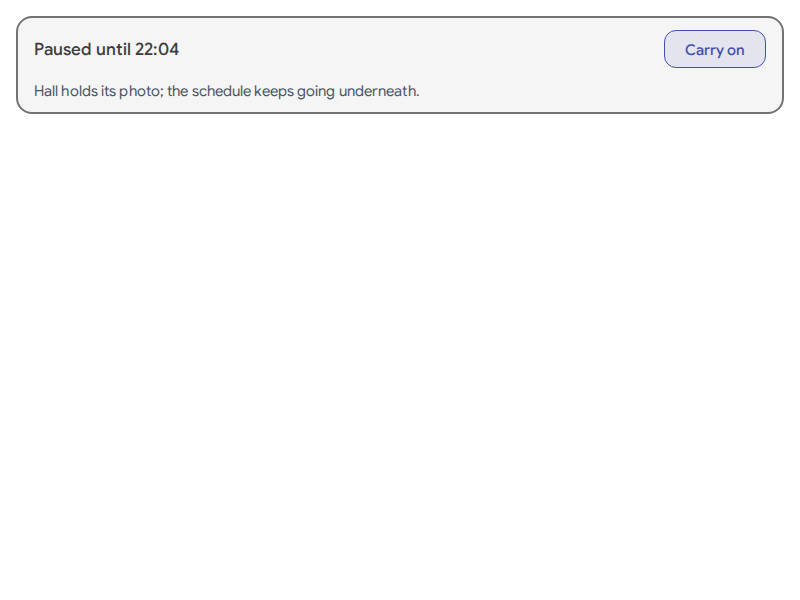 Paused until 22:04
Carry on
Hall holds its photo; the schedule keeps going underneath.